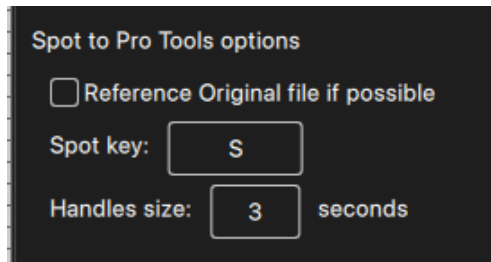 Spot to Pro Tools options
Reference Original file if possible
Spot key: S
Handles size: 3 seconds